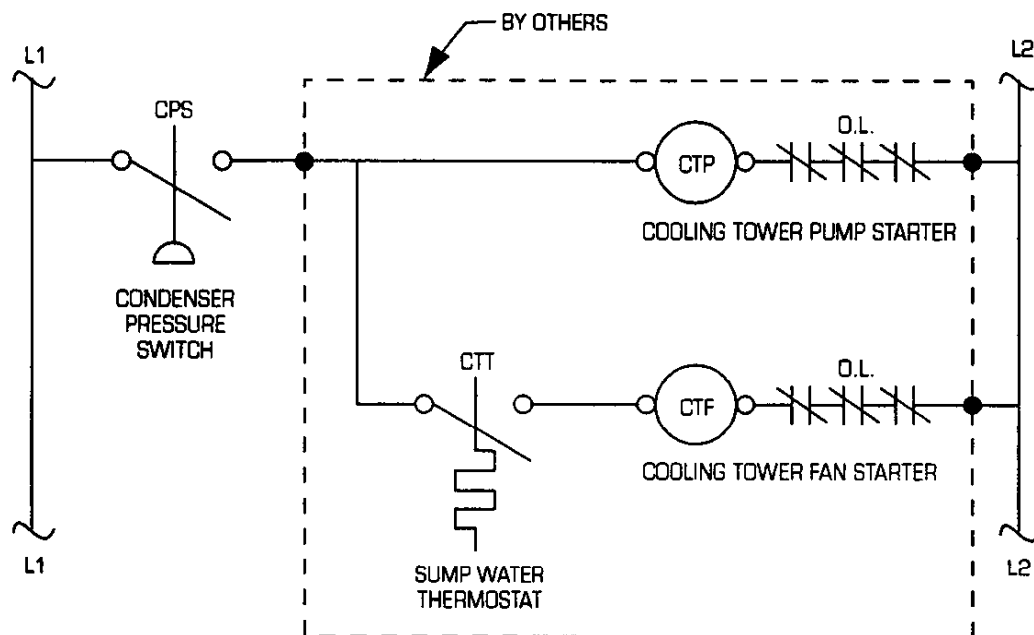 BY OTHERS
L1
L2
CPS
O.L.
CTP
COOLING TOWER PUMP STARTER
CONDENSER
PRESSURE
SWITCH
CTT
O.L.
CTF
COOLING TOWER FAN STARTER
L1
L2
SUMP WATER
THERMOSTAT